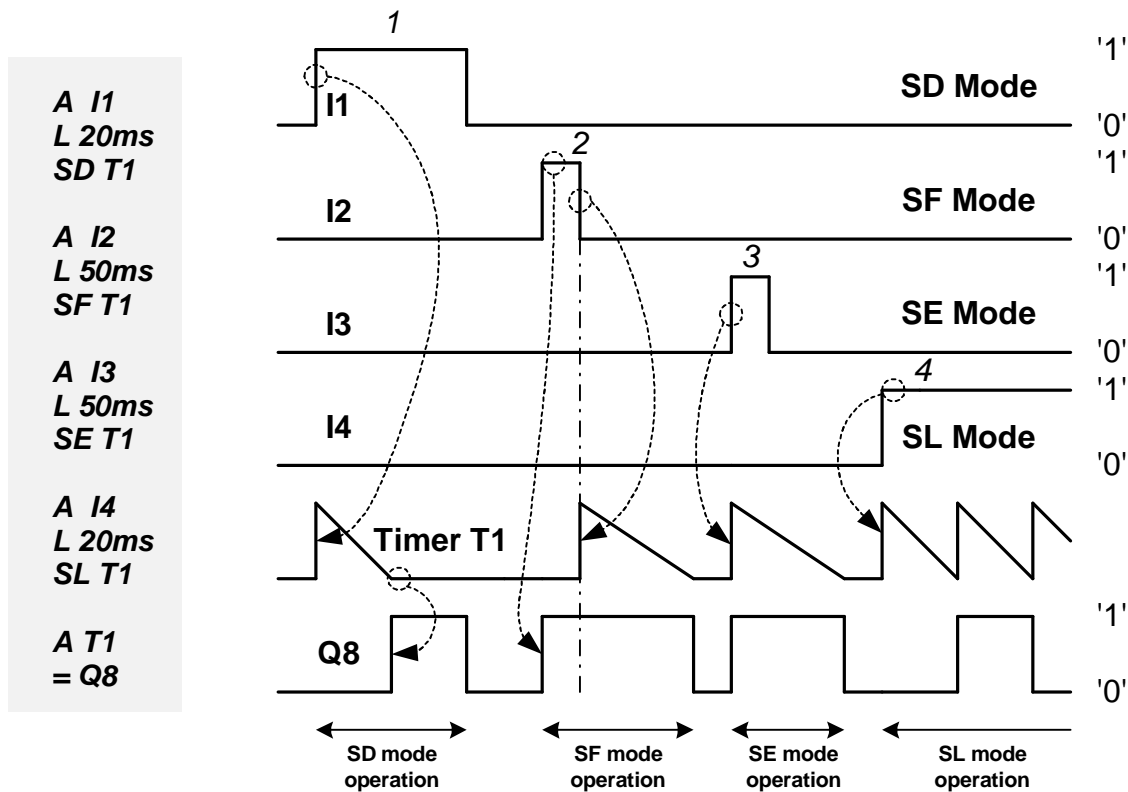 A I1
L 20ms
SD T1
A I2
L 50ms
SF T1
A I3
L 50ms
SE T1
A I4
L 20ms
SL T1
A T1
= Q8
1
I1
SD Mode
'1'
'0'
2
I2
SF Mode
'1'
'0'
3
I3
SE Mode
'1'
'0'
4
I4
SL Mode
'1'
'0'
Timer T1
Q8
'1'
'0'
SD mode
operation
SF mode
operation
SE mode
operation
SL mode
operation